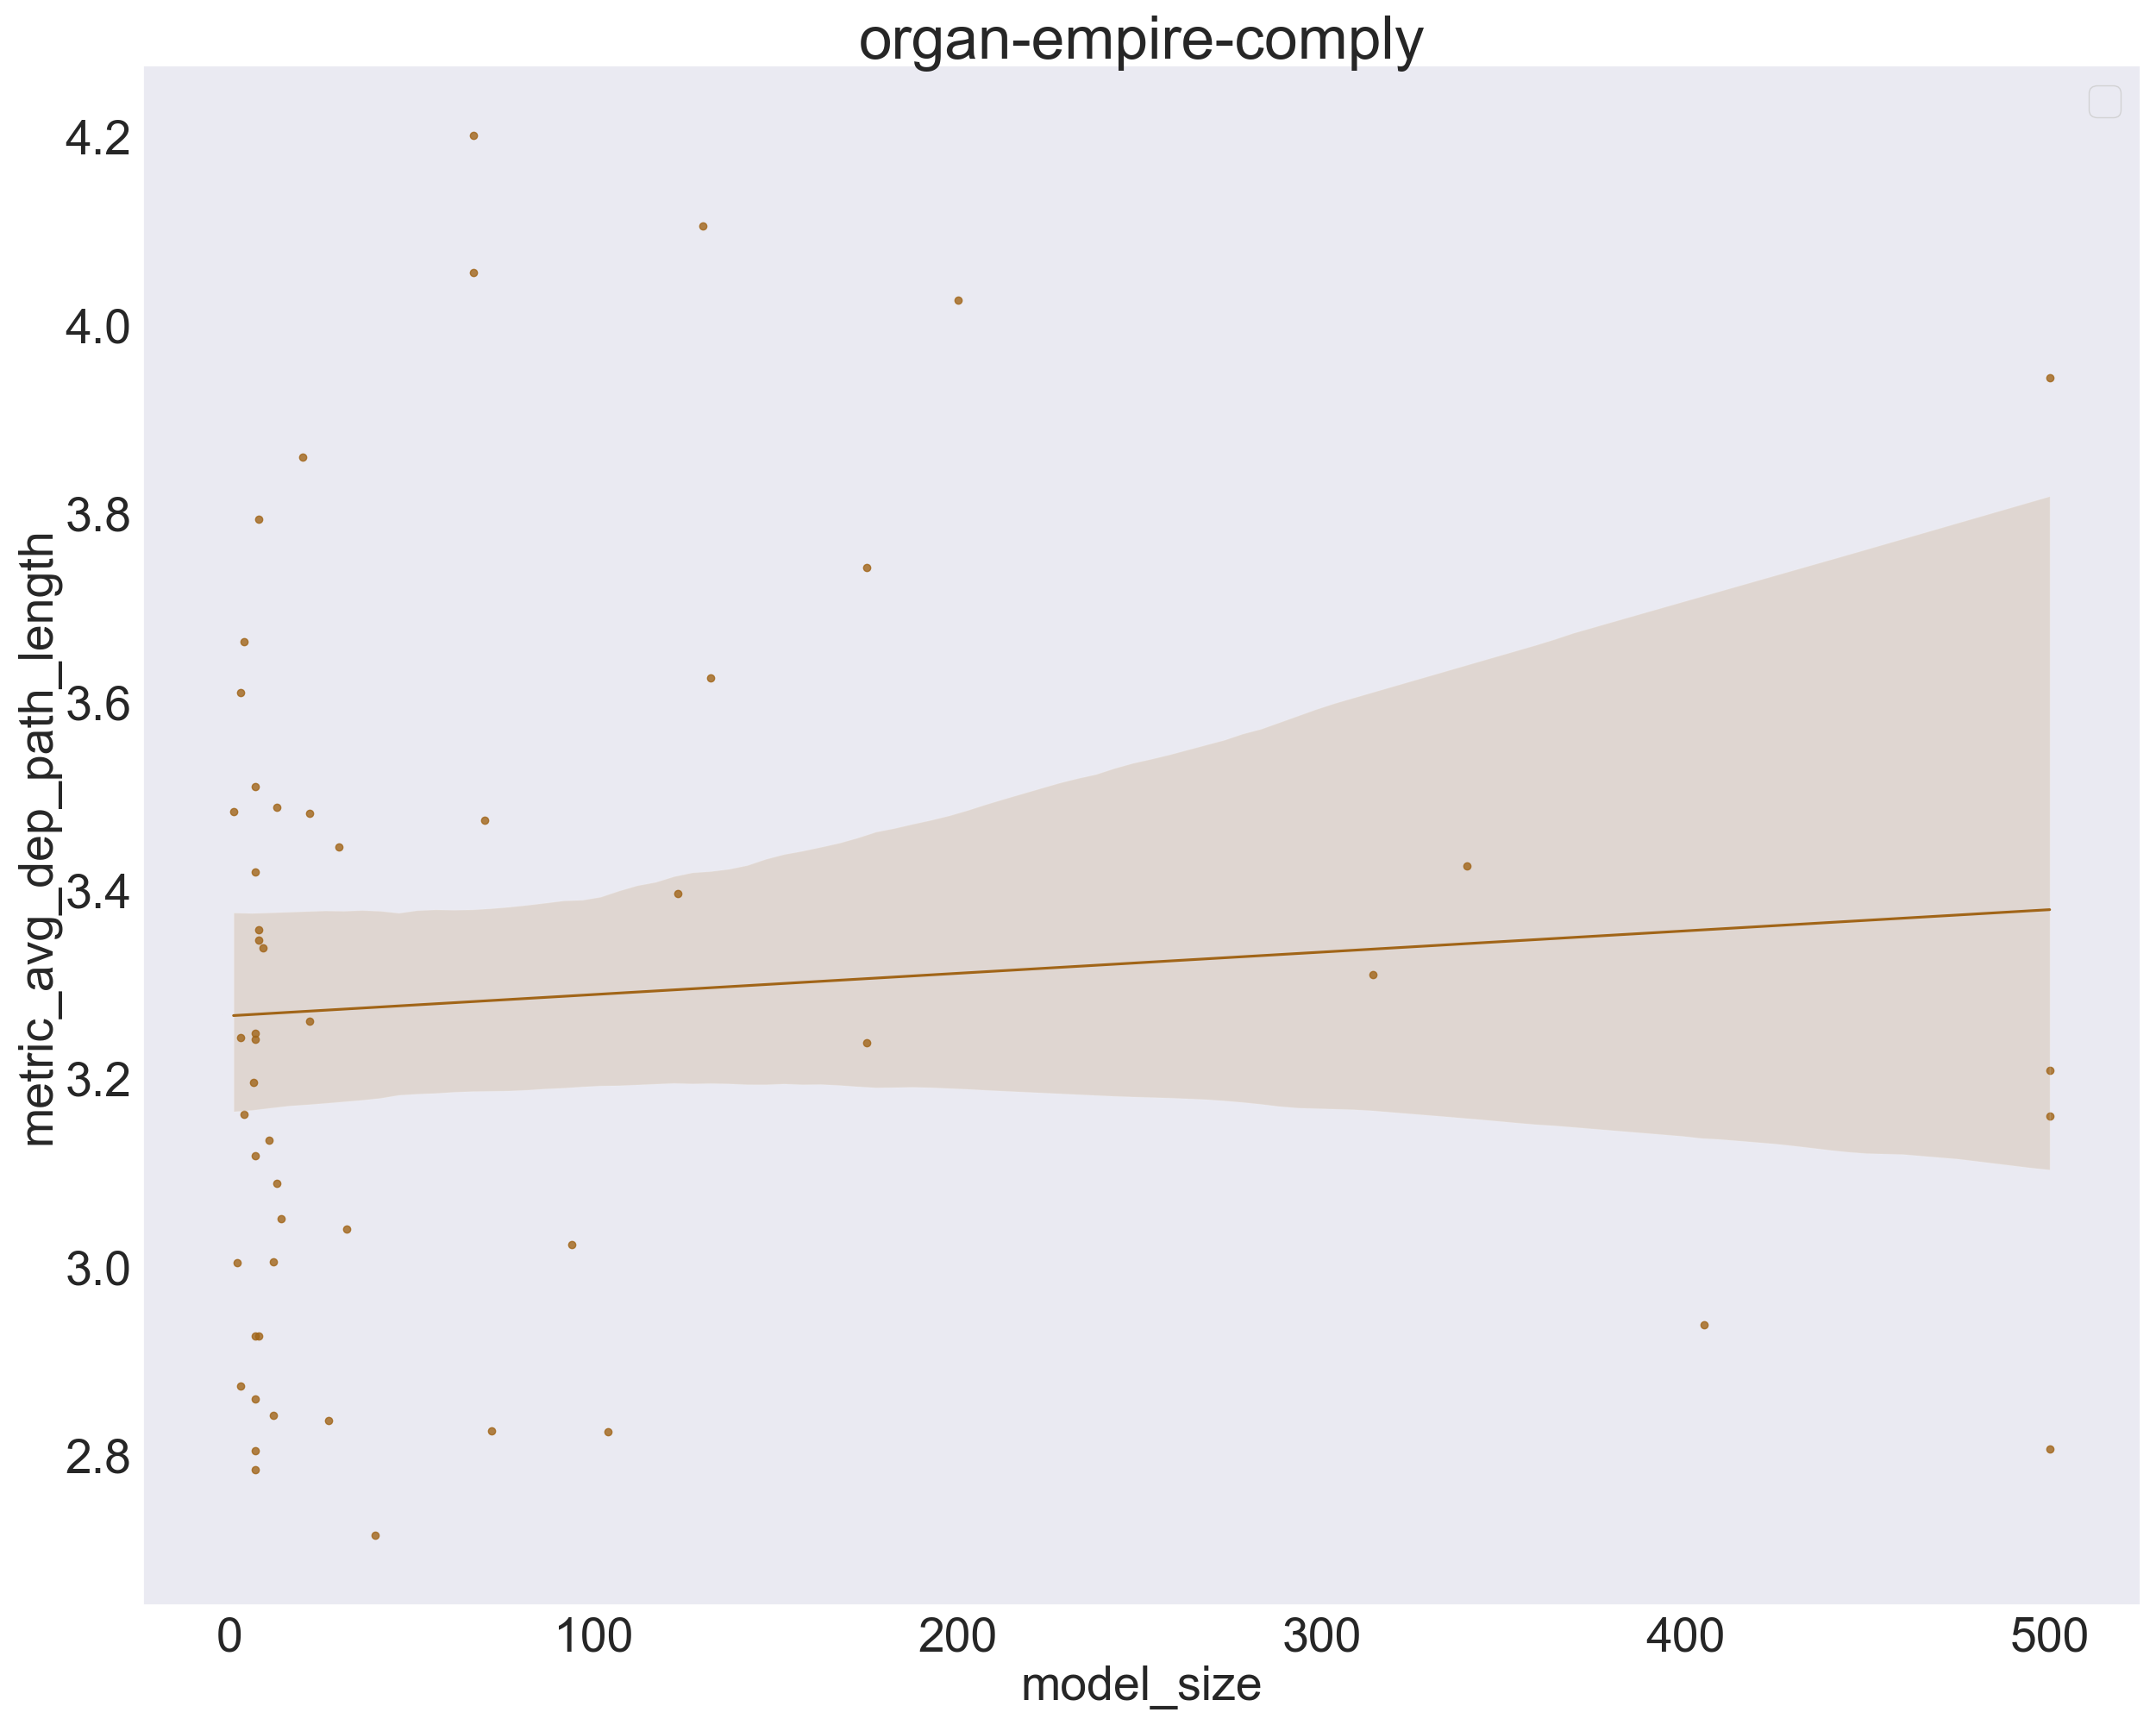 organ-empire-comply
4.2
4.0
3.8
3.6
3.4
3.2
3.0
2.8
metric_avg_dep_path_length
0 100 200 300 400 500
model_size